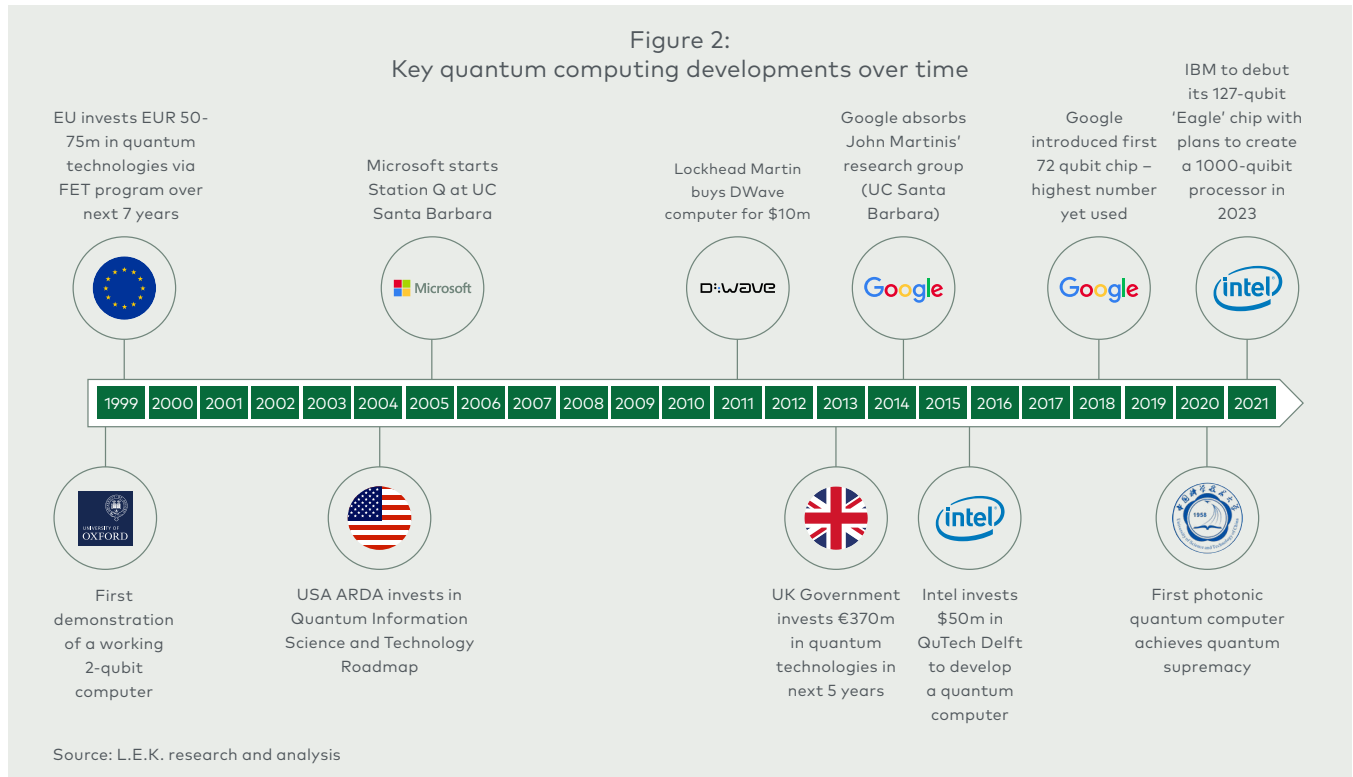 Figure 2:
Key quantum computing developments over time
EU invests EUR 50-
75m in quantum
technologies via
FET program over
next 7 years
Microsoft starts
Station Q at UC
Santa Barbara
Lockhead Martin
buys DWave
computer for $10m
Google absorbs
John Martinis'
research group
(UC Santa
Barbara)
Google
introduced first
72 qubit chip –
highest number
yet used
IBM to debut
its 127-qubit
'Eagle' chip with
plans to create
a 1000-quibit
processor in
2023
Microsoft
D:wave
Google
Google
intel
1999 2000 2001 2002 2003 2004 2005 2006 2007 2008 2009 2010 2011 2012 2013 2014 2015 2016 2017 2018 2019 2020 2021
UNIVERSITY OF
OXFORD
intel
1958
First
demonstration
of a working
2-qubit
computer
USA ARDA invests in
Quantum Information
Science and Technology
Roadmap
UK Government
invests €370m
in quantum
technologies in
next 5 years
Intel invests
$50m in
QuTech Delft
to develop
a quantum
computer
First photonic
quantum computer
achieves quantum
supremacy
Source: L.E.K. research and analysis